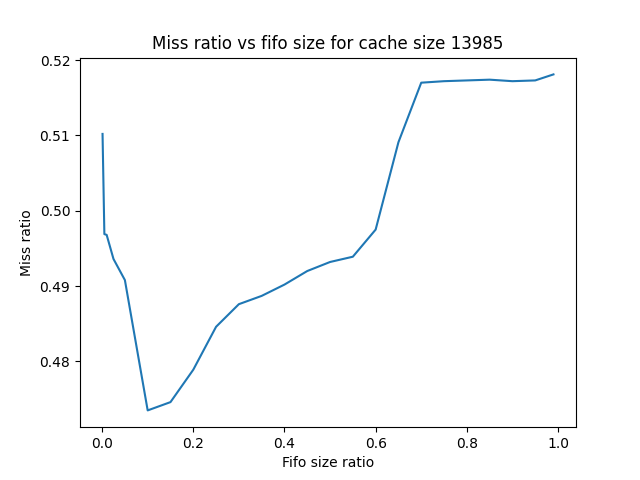 Miss ratio vs fifo size for cache size 13985
0.52
0.51
0.50
0.49
0.48
Miss ratio
0.0 0.2 0.4 0.6 0.8 1.0
Fifo size ratio